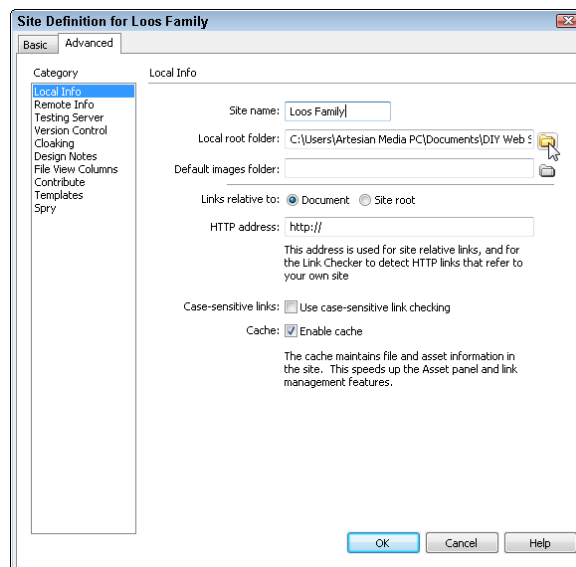 Site Definition for Loos Family
Basic
Advanced
Category
Local Info
Remote Info
Testing Server
Version Control
Cloaking
Design Notes
File View Columns
Contribute
Templates
Spry
Local Info
Site name: Loos Family
Local root folder: C:\Users\Artesian Media PC\Documents\DIY Web S
Default images folder:
Links relative to: Document Site root
HTTP address: http://
This address is used for site relative links, and for
the Link Checker to detect HTTP links that refer to
your own site
Case-sensitive links: Use case-sensitive link checking
Cache: Enable cache
The cache maintains file and asset information in
the site. This speeds up the Asset panel and link
management features.
OK Cancel Help